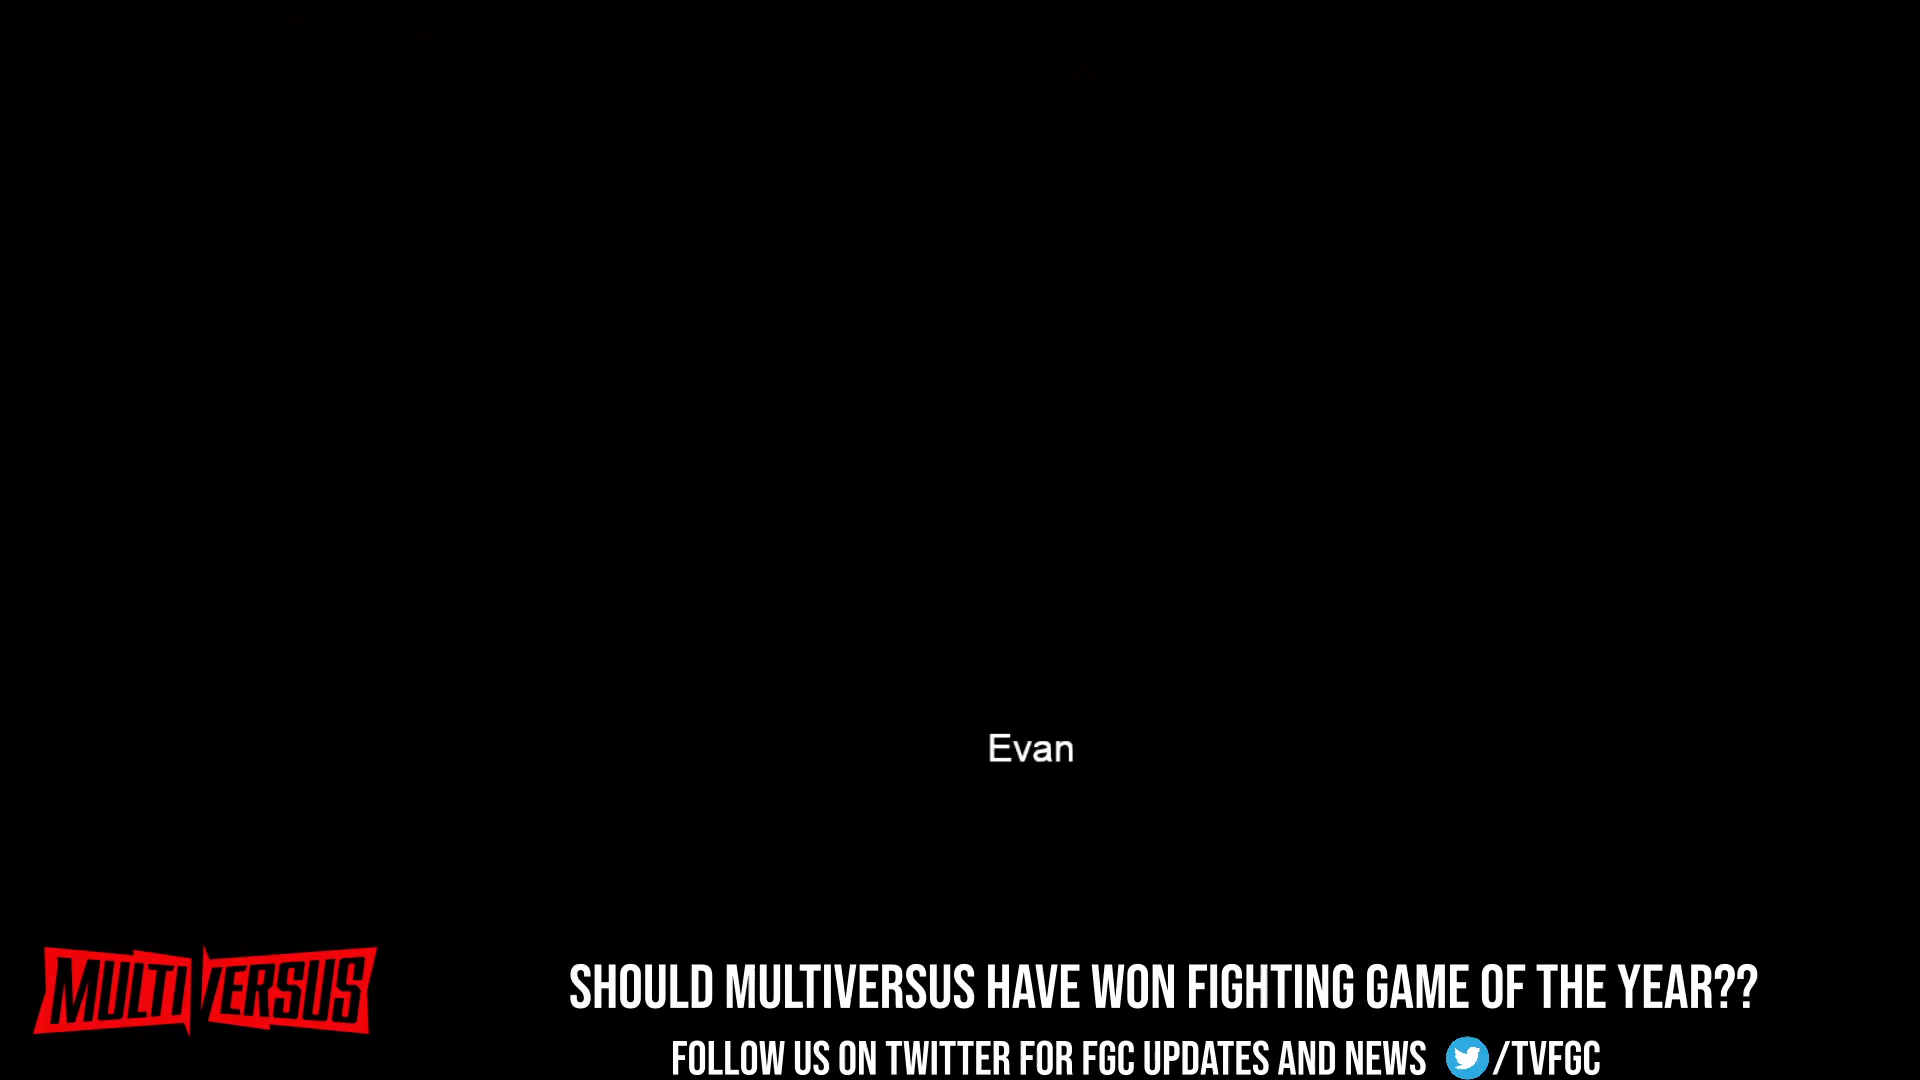 Evan
MULTIVERSUS
SHOULD MULTIVERSUS HAVE WON FIGHTING GAME OF THE YEAR??
FOLLOW US ON TWITTER FOR FGC UPDATES AND NEWS /TVFGC